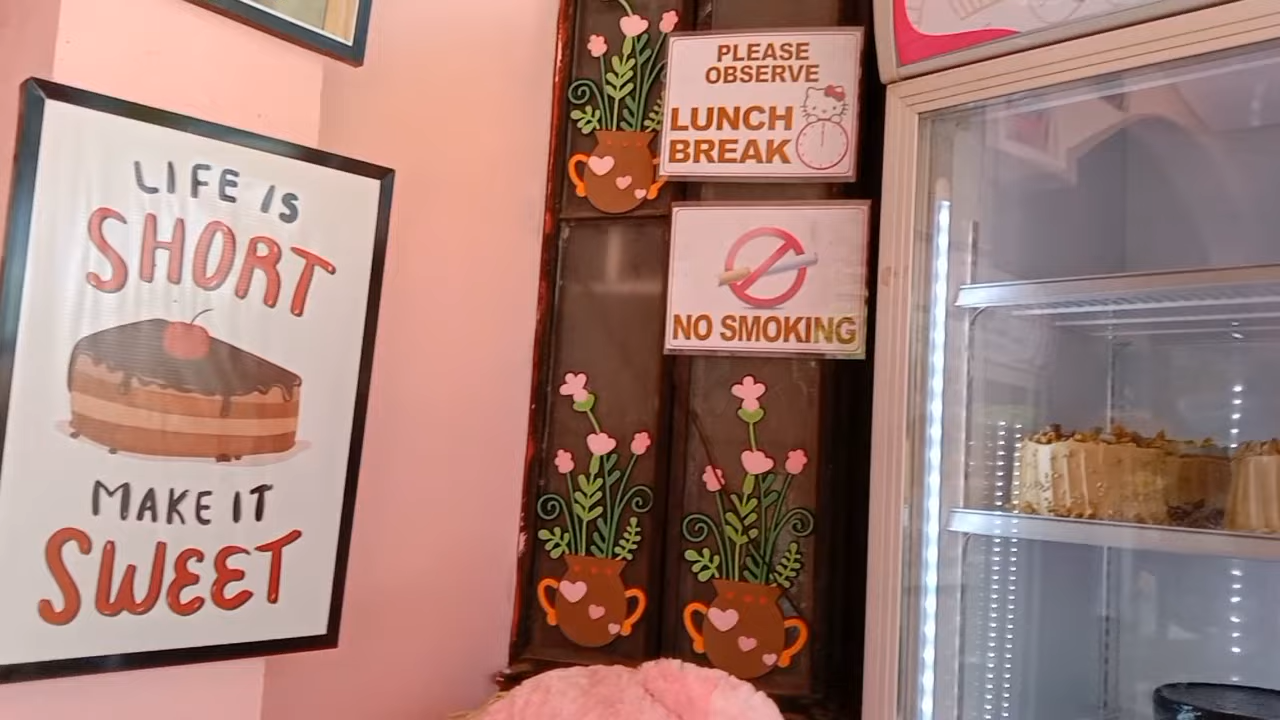 LIFE IS
SHORT
MAKE IT
SWEET
PLEASE
OBSERVE
LUNCH
BREAK
NO SMOKING